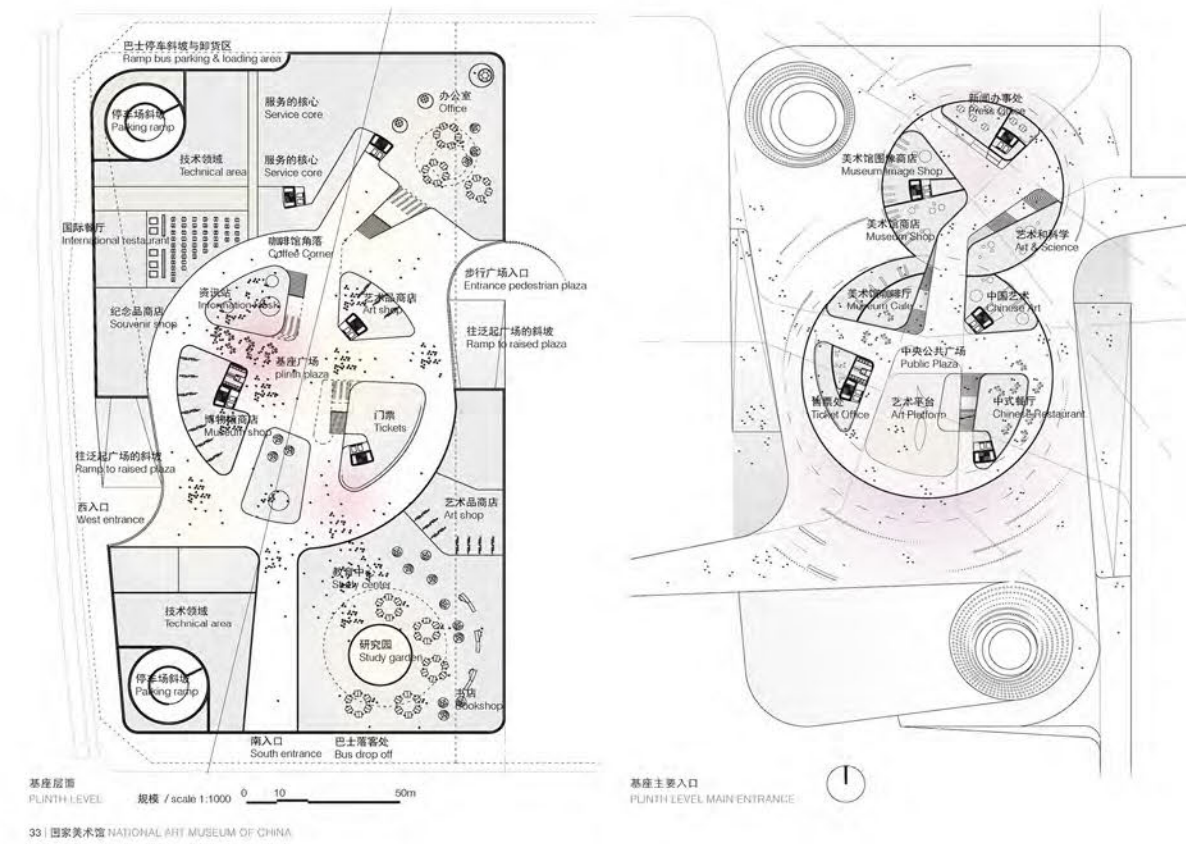 巴士停车斜坡与卸货区
Ramp bus parking & loading area
停车场斜坡
Parking ramp
服务的核心
Service core
办公室
Office
技术领域
Technical area
服务的核心
Service core
国际餐厅
International restaurant
咖啡馆角落
Coffee Corner
步行广场入口
Entrance pedestrian plaza
资讯站
Information
艺术品商店
Art shop
纪念品商店
Souvenir shop
往泛起广场的斜坡
Ramp to raised plaza
基座广场
plinth plaza
博物馆商店
Museum shop
门票
Tickets
往泛起广场的斜坡
Ramp to raised plaza
西入口
West entrance
艺术品商店
Art shop
教育中心
Study center
技术领域
Technical area
研究园
Study garden
停车场斜坡
Parking ramp
书店
Bookshop
南入口
South entrance
巴士落客处
Bus drop off
基座层面
PLINTH LEVEL
规模 / scale 1:1000
0 10 50m
33 | 国家美术馆 NATIONAL ART MUSEUM OF CHINA
新闻办事处
Press Office
美术馆图像商店
Museum Image Shop
美术馆商店
Museum Shop
艺术和科学
Art & Science
美术馆咖啡厅
Museum Cafe
中国艺术
Chinese Art
中央公共广场
Public Plaza
售票处
Ticket Office
艺术平台
Art Platform
中式餐厅
Chinese Restaurant
基座主要入口
PLINTH LEVEL MAIN ENTRANCE